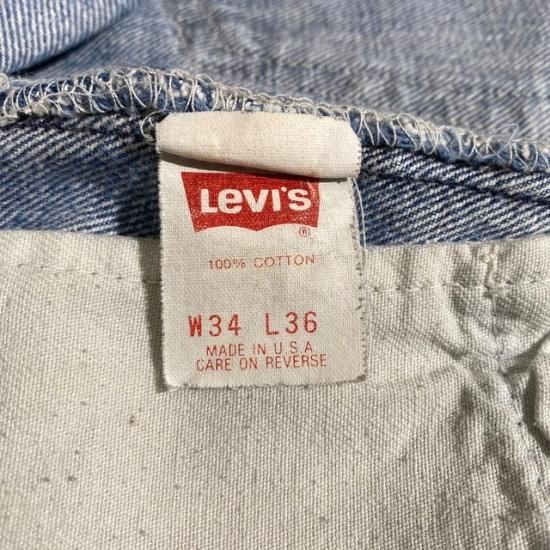 Levi's
®
100% COTTON
W34 L36
MADE IN U.S.A.
CARE ON REVERSE